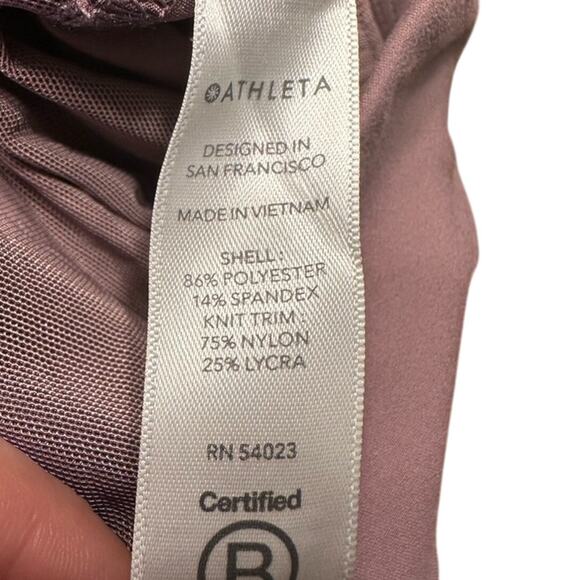 ATHLETA
DESIGNED IN
SAN FRANCISCO
MADE IN VIETNAM
SHELL:
86% POLYESTER
14% SPANDEX
KNIT TRIM:
75% NYLON
25% LYCRA
RN 54023
Certified
B